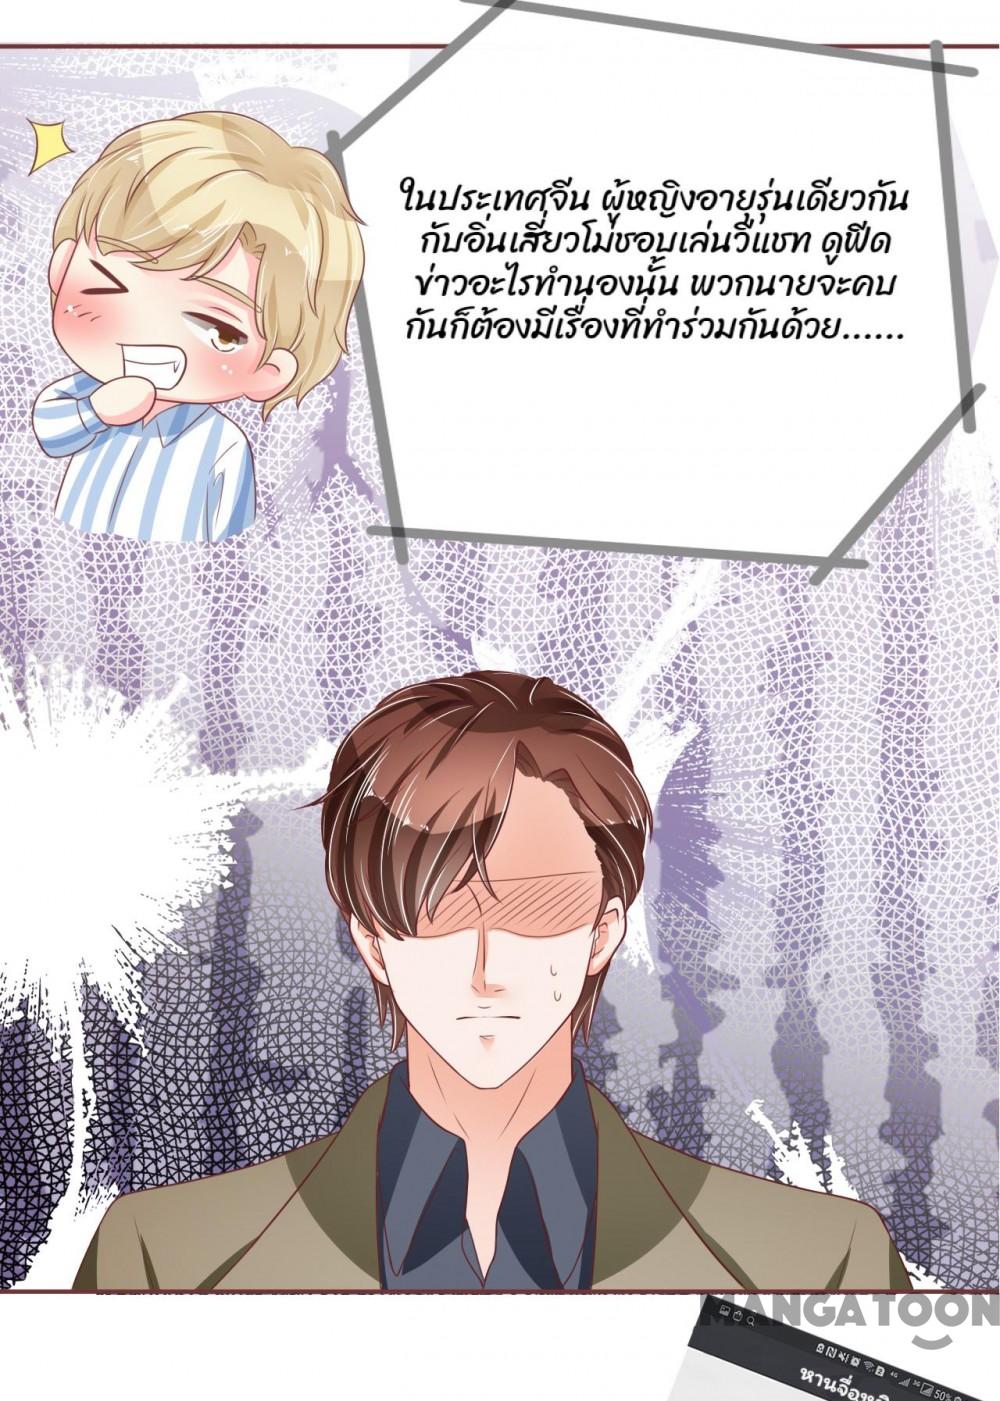 ในประเทศจีน ผู้หญิงอายุรุ่นเดียวกัน
กับอิ่นเสี่ยวโม่ชอบเล่นวีแชท ดูฟีด
ข่าวอะไรทำนองนั้น พวกนายจะคบ
กันก็ต้องมีเรื่องที่ทำร่วมกันด้วย......
MANGATOON
4G 3G 50%